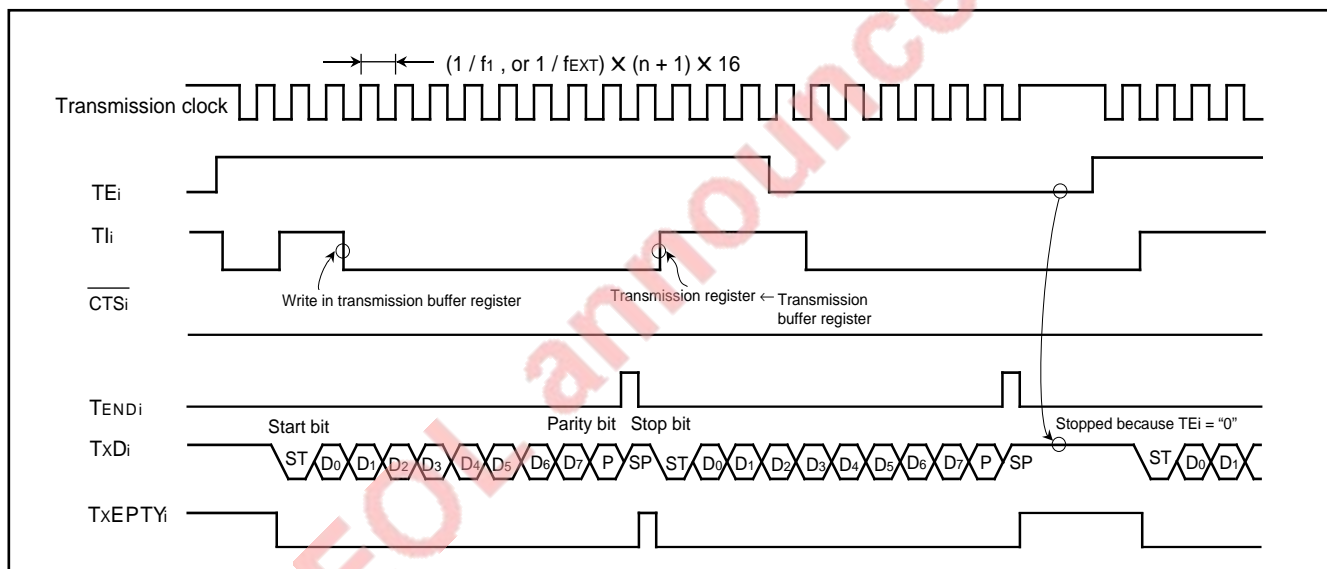 EOL announce
(1 / f1 , or 1 / fEXT) X (n + 1) X 16
Transmission clock
TEi
TIi
Write in transmission buffer register
Transmission register ← Transmission
buffer register
CTSi
TENDi
Start bit
Parity bit
Stop bit
Stopped because TEi = “0”
TxDi
ST D0 D1 D2 D3 D4 D5 D6 D7 P SP ST D0 D1 D2 D3 D4 D5 D6 D7 P SP ST D0 D1
TxEPTYi